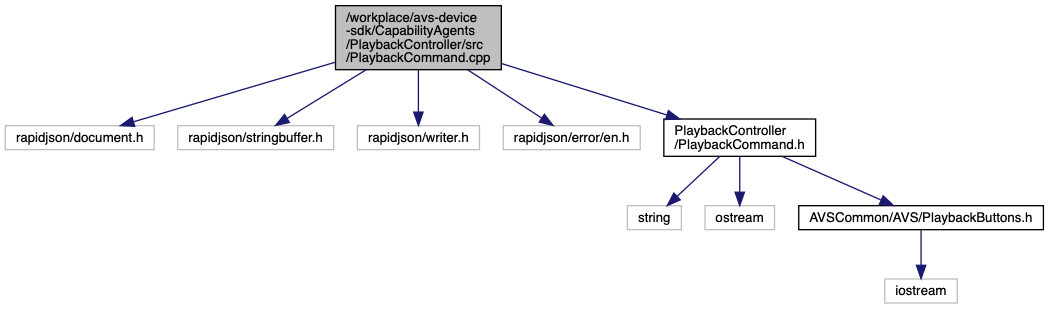 /workplace/avs-device
-sdk/CapabilityAgents
/PlaybackController/src
/PlaybackCommand.cpp
rapidjson/document.h
rapidjson/stringbuffer.h
rapidjson/writer.h
rapidjson/error/en.h
PlaybackController
/PlaybackCommand.h
string
ostream
AVSCommon/AVS/PlaybackButtons.h
iostream